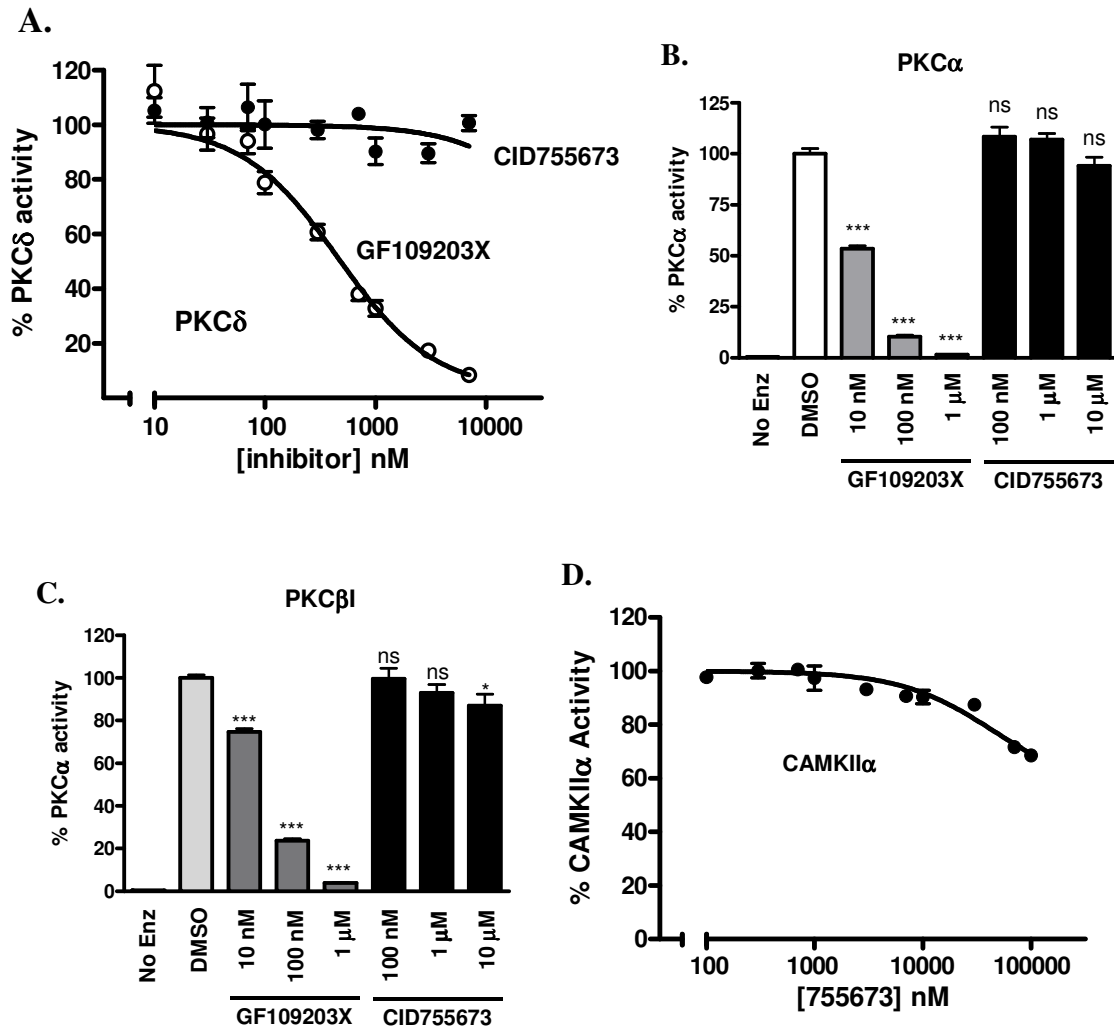 A.
120
100
80
60
40
20
% PKCδ activity
CID755673
GF109203X
PKCδ
10
100
1000
10000
[inhibitor] nM
B.
PKCα
125
100
75
50
25
0
% PKCα activity
***
***
***
ns
ns
ns
No Enz
DMSO
10 nM
100 nM
1 µM
100 nM
1 µM
10 µM
GF109203X
CID755673
C.
PKCβI
120
100
80
60
40
20
0
% PKCα activity
***
***
***
ns
ns
*
No Enz
DMSO
10 nM
100 nM
1 µM
100 nM
1 µM
10 µM
GF109203X
CID755673
D.
120
100
80
60
40
20
0
% CAMKIIα Activity
CAMKIIα
100
1000
10000
100000
[755673] nM